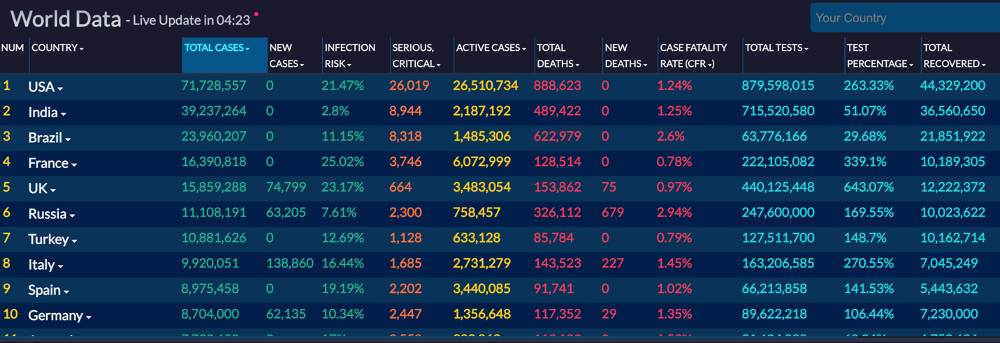 World Data - Live Update in 04:23
Your Country
NUM COUNTRY TOTAL CASES NEW CASES INFECTION RISK SERIOUS, CRITICAL ACTIVE CASES TOTAL DEATHS NEW DEATHS CASE FATALITY RATE (CFR) TOTAL TESTS TEST PERCENTAGE TOTAL RECOVERED
1 USA 71,728,557 0 21.47% 26,019 26,510,734 888,623 0 1.24% 879,598,015 263.33% 44,329,200
2 India 39,237,264 0 2.8% 8,944 2,187,192 489,422 0 1.25% 715,520,580 51.07% 36,560,650
3 Brazil 23,960,207 0 11.15% 8,318 1,485,306 622,979 0 2.6% 63,776,166 29.68% 21,851,922
4 France 16,390,818 0 25.02% 3,746 6,072,999 128,514 0 0.78% 222,105,082 339.1% 10,189,305
5 UK 15,859,288 74,799 23.17% 664 3,483,054 153,862 75 0.97% 440,125,448 643.07% 12,222,372
6 Russia 11,108,191 63,205 7.61% 2,300 758,457 326,112 679 2.94% 247,600,000 169.55% 10,023,622
7 Turkey 10,881,626 0 12.69% 1,128 633,128 85,784 0 0.79% 127,511,700 148.7% 10,162,714
8 Italy 9,920,051 138,860 16.44% 1,685 2,731,279 143,523 227 1.45% 163,206,585 270.55% 7,045,249
9 Spain 8,975,458 0 19.19% 2,202 3,440,085 91,741 0 1.02% 66,213,858 141.53% 5,443,632
10 Germany 8,704,000 62,135 10.34% 2,447 1,356,648 117,352 29 1.35% 89,622,218 106.44% 7,230,000